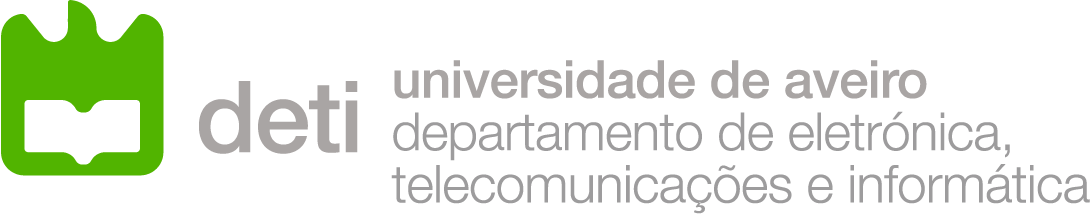 deti
universidade de aveiro
departamento de eletrónica,
telecomunicações e informática